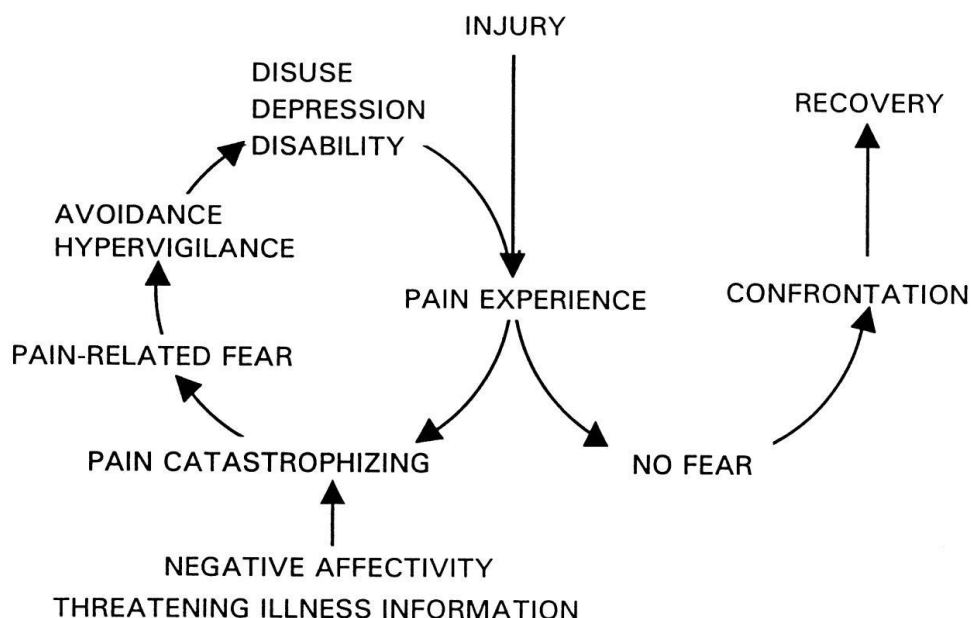 INJURY
DISUSE
DEPRESSION
DISABILITY
RECOVERY
AVOIDANCE
HYPERVIGILANCE
PAIN EXPERIENCE
CONFRONTATION
PAIN-RELATED FEAR
PAIN CATASTROPHIZING
NO FEAR
NEGATIVE AFFECTIVITY
THREATENING ILLNESS INFORMATION